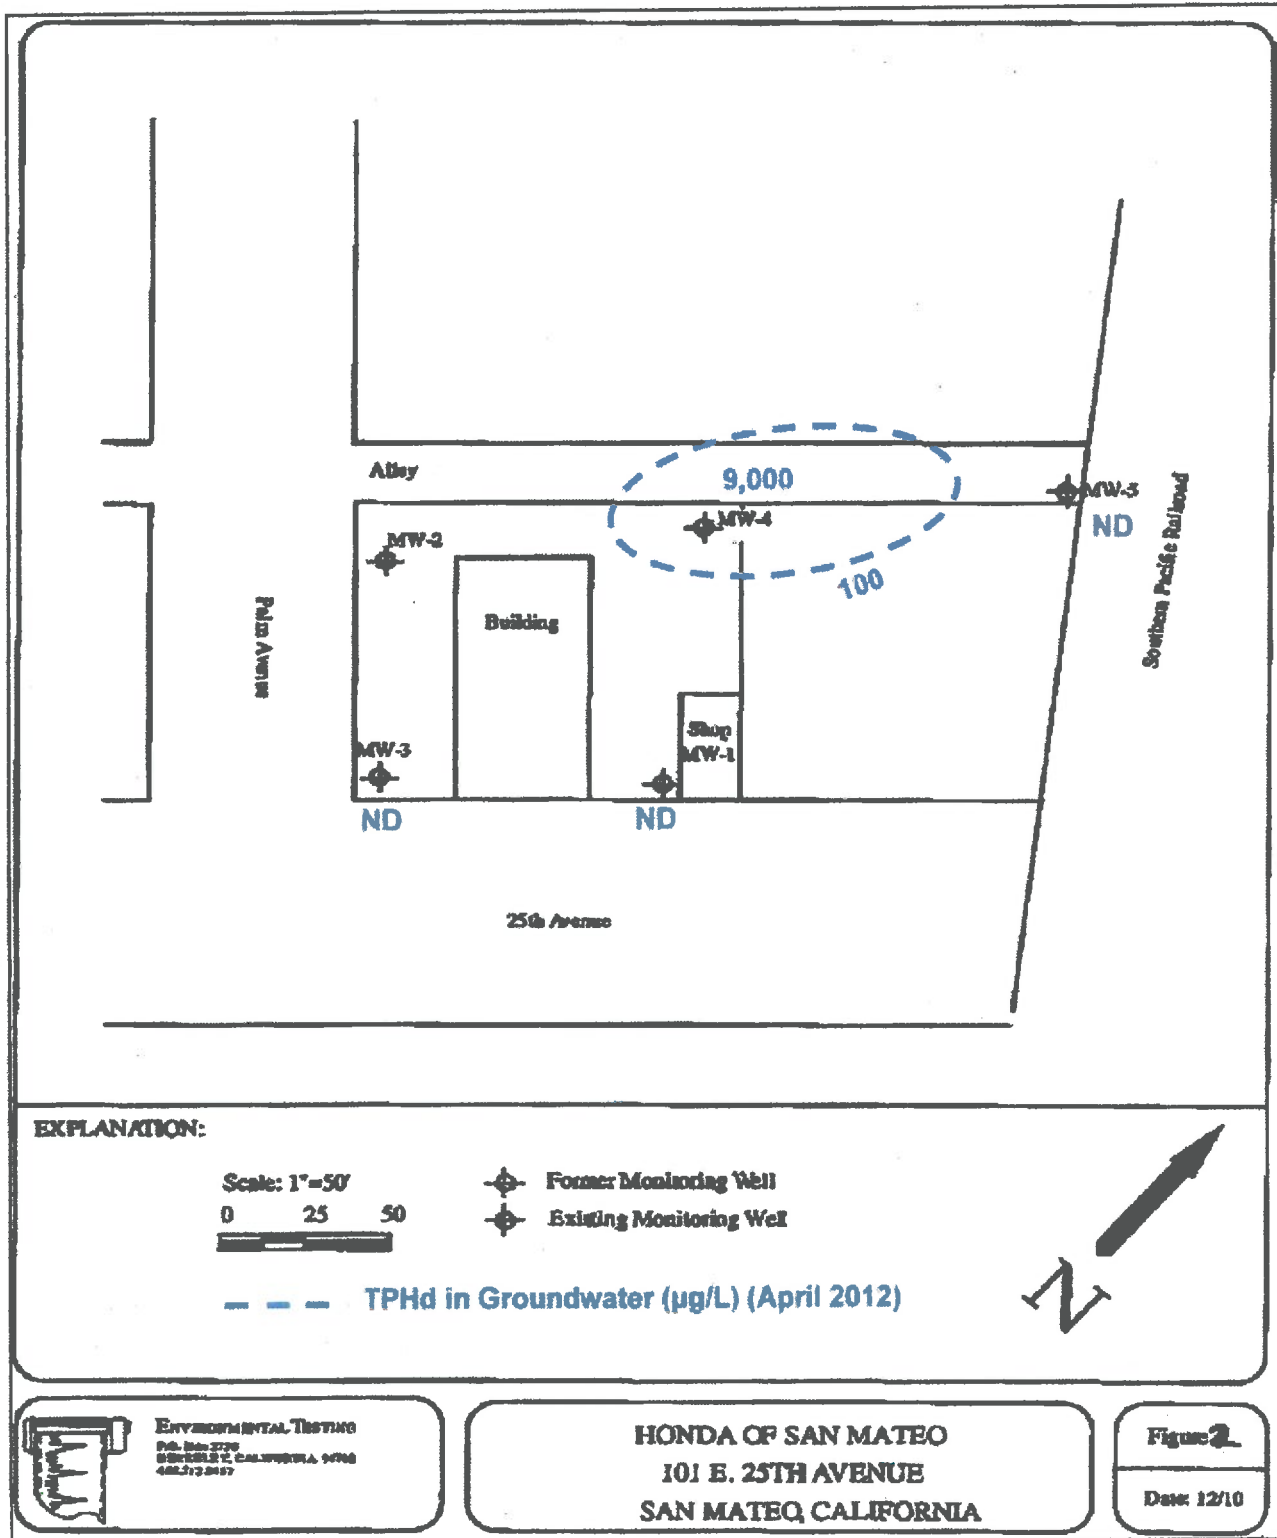 Alley
9,000
MW-4
MW-5
ND
MW-2
100
Building
Palm Avenue
Southern Pacific Railroad
Shop
MW-3
MW-1
ND
ND
25th Avenue
EXPLANATION:
Scale: 1"=50'
0 25 50
Former Monitoring Well
Existing Monitoring Well
TPHd in Groundwater (µg/L) (April 2012)
N
ENVIRONMENTAL TESTING
BERKELEY, CALIFORNIA
HONDA OF SAN MATEO
101 E. 25TH AVENUE
SAN MATEO, CALIFORNIA
Figure 2
Date: 12/10